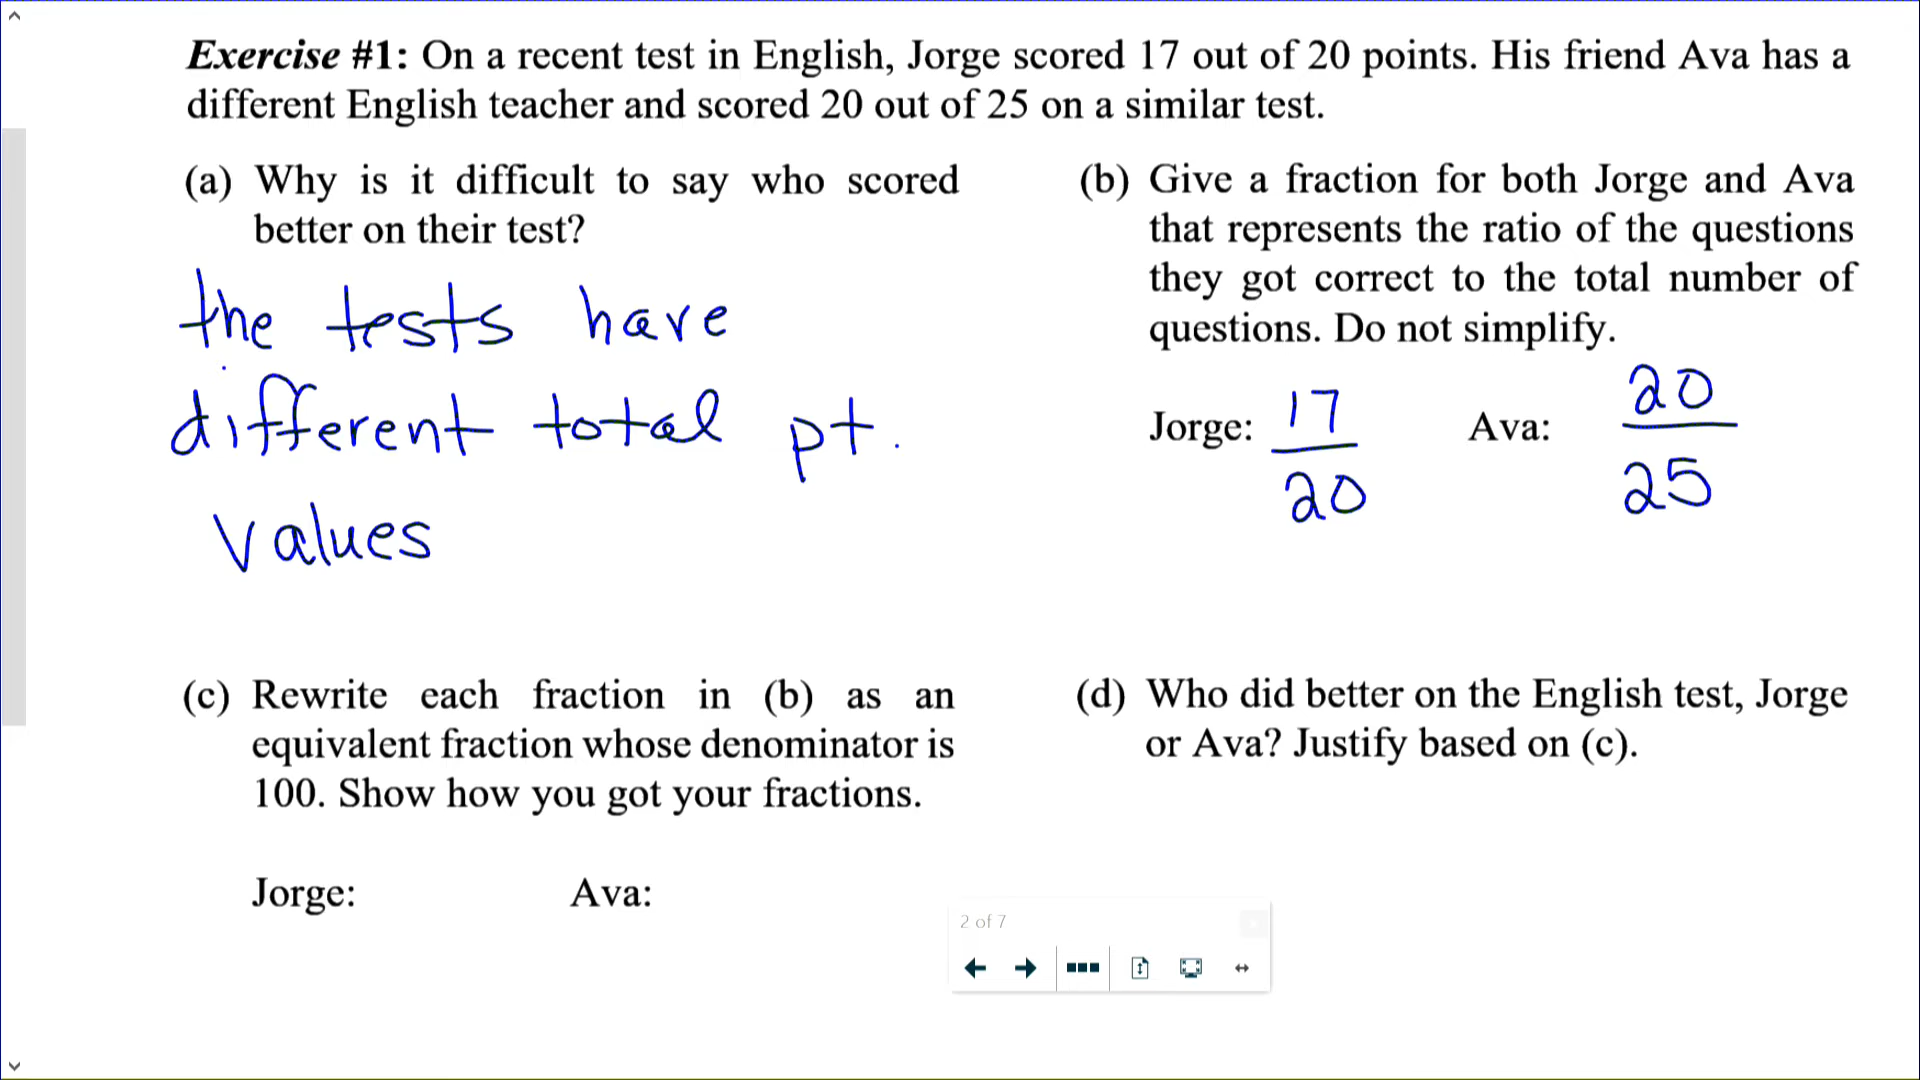 Exercise #1: On a recent test in English, Jorge scored 17 out of 20 points. His friend Ava has a
different English teacher and scored 20 out of 25 on a similar test.
(a) Why is it difficult to say who scored
better on their test?
the tests have
different total pt.
values
(b) Give a fraction for both Jorge and Ava
that represents the ratio of the questions
they got correct to the total number of
questions. Do not simplify.
Jorge: 17/20 Ava: 20/25
(c) Rewrite each fraction in (b) as an
equivalent fraction whose denominator is
100. Show how you got your fractions.
Jorge: Ava:
(d) Who did better on the English test, Jorge
or Ava? Justify based on (c).
2 of 7